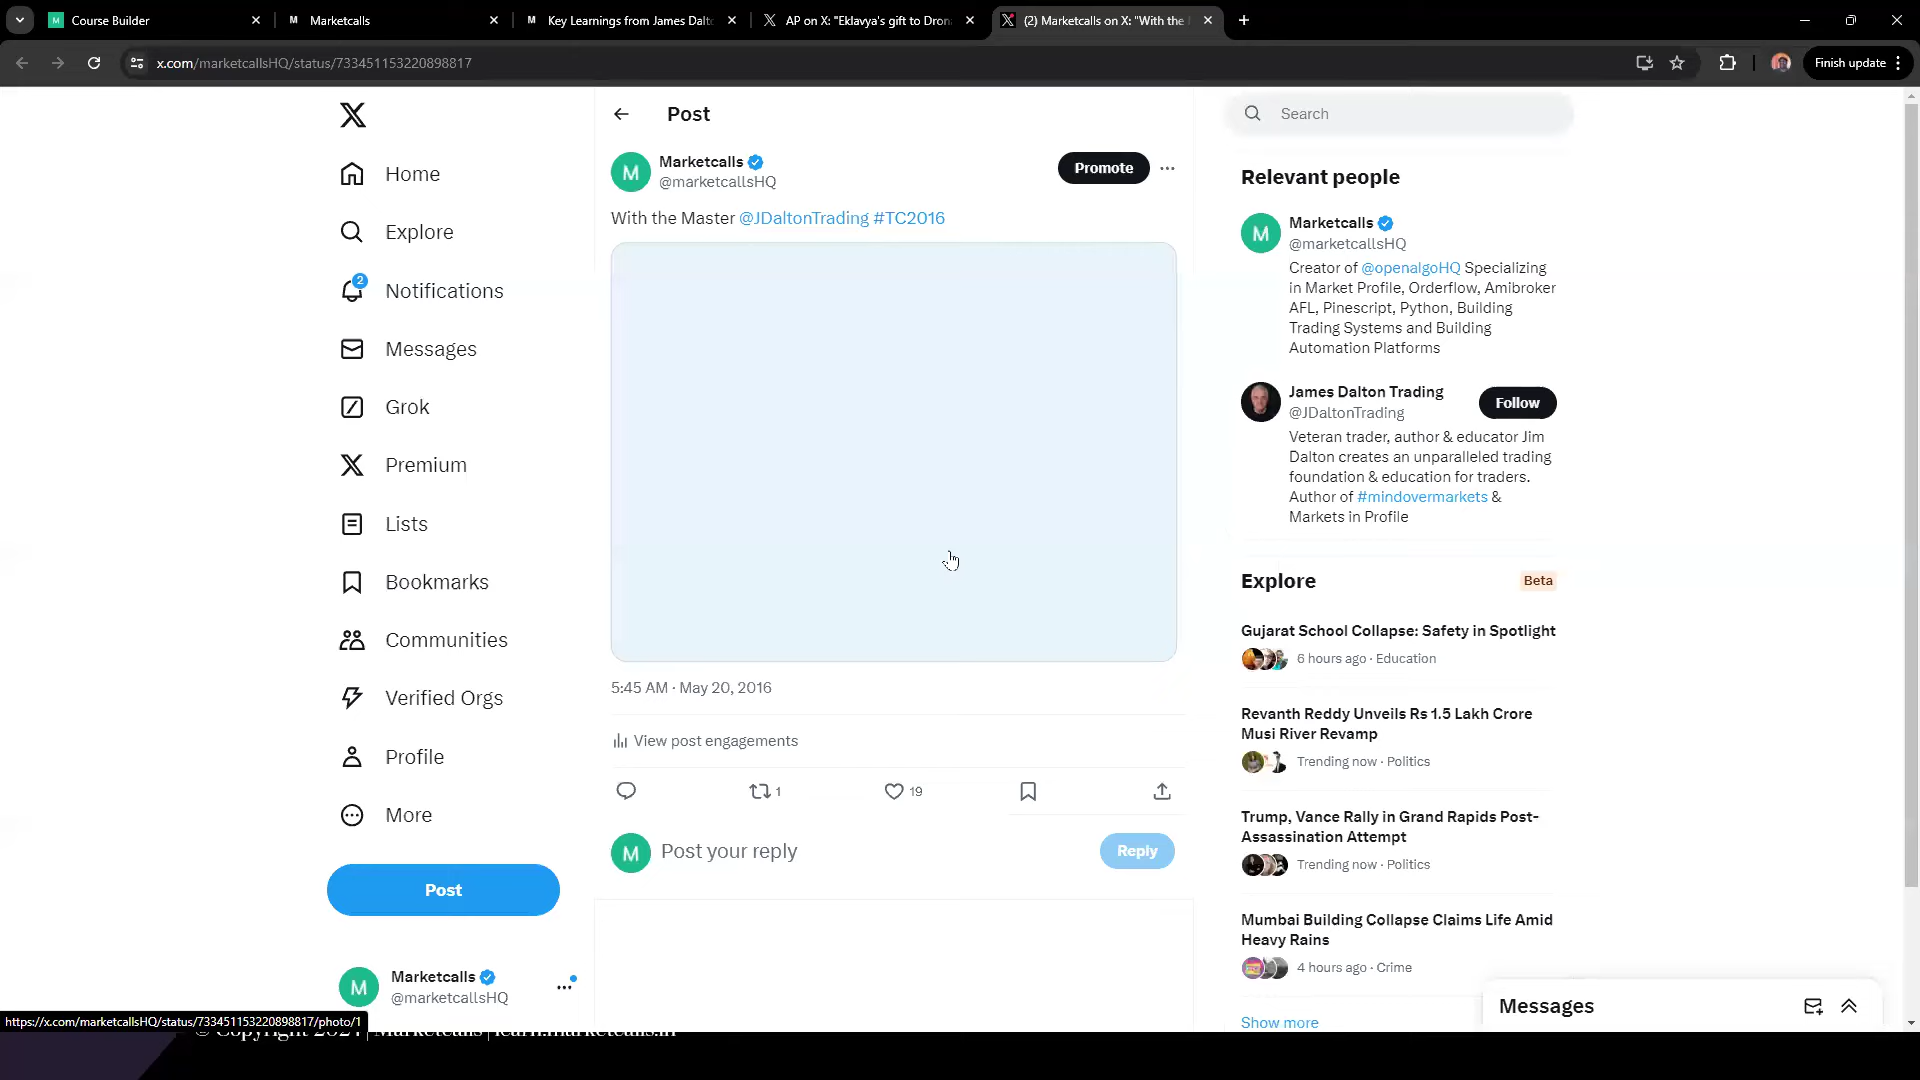 Course Builder
Marketcalls
Key Learnings from James Dalt
AP on X: "Eklavya's gift to Dron
(2) Marketcalls on X: "With the
x.com/marketcallsHQ/status/733451153220898817
Finish update
Home
Explore
2
Notifications
Messages
Grok
Premium
Lists
Bookmarks
Communities
Verified Orgs
Profile
More
Post
M
Marketcalls
@marketcallsHQ
https://x.com/marketcallsHQ/status/733451153220898817/photo/1
Post
M
Marketcalls
@marketcallsHQ
Promote
With the Master @JDaltonTrading #TC2016
5:45 AM · May 20, 2016
View post engagements
1
19
M
Post your reply
Reply
Search
Relevant people
M
Marketcalls
@marketcallsHQ
Creator of @openalgoHQ Specializing
in Market Profile, Orderflow, Amibroker
AFL, Pinescript, Python, Building
Trading Systems and Building
Automation Platforms
James Dalton Trading
@JDaltonTrading
Follow
Veteran trader, author & educator Jim
Dalton creates an unparalleled trading
foundation & education for traders.
Author of #mindovermarkets &
Markets in Profile
Explore
Beta
Gujarat School Collapse: Safety in Spotlight
6 hours ago · Education
Revanth Reddy Unveils Rs 1.5 Lakh Crore
Musi River Revamp
Trending now · Politics
Trump, Vance Rally in Grand Rapids Post-
Assassination Attempt
Trending now · Politics
Mumbai Building Collapse Claims Life Amid
Heavy Rains
4 hours ago · Crime
Show more
Messages
© Copyright 2024 | Marketcalls | learn.marketcalls.in